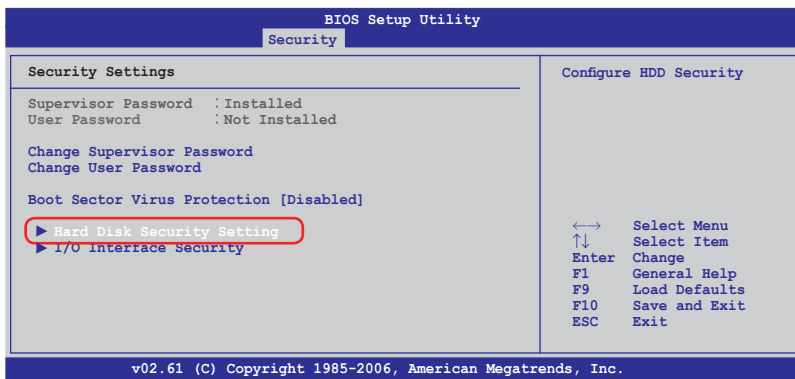 BIOS Setup Utility
Security
Security Settings
Supervisor Password : Installed
User Password : Not Installed
Change Supervisor Password
Change User Password
Boot Sector Virus Protection [Disabled]
▶ Hard Disk Security Setting
▶ I/O Interface Security
Configure HDD Security
←→ Select Menu
↑↓ Select Item
Enter Change
F1 General Help
F9 Load Defaults
F10 Save and Exit
ESC Exit
v02.61 (C) Copyright 1985-2006, American Megatrends, Inc.